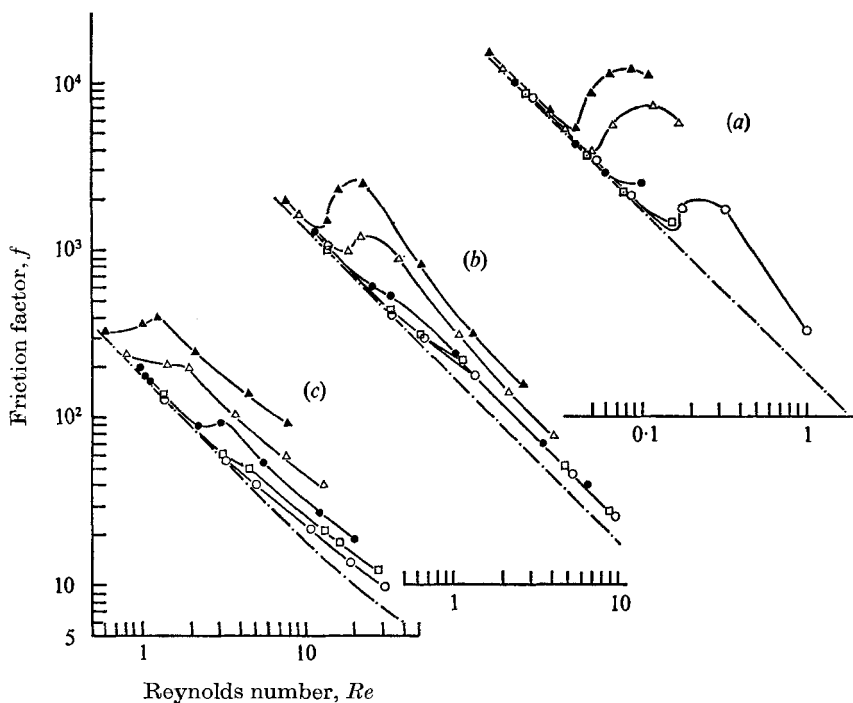 10⁴
(a)
10³
(b)
Friction factor, f
0·1
1
(c)
10²
10
1
10
5
1
10
Reynolds number, Re